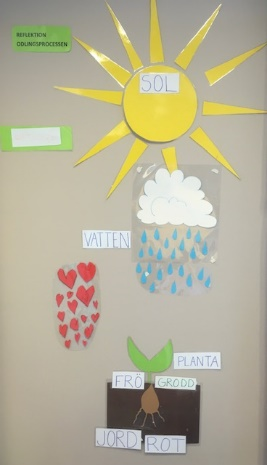 REFLEKTION
ODLINGSPROCESSEN
SOL
VATTEN
PLANTA
FRÖ
GRODD
JORD
ROT